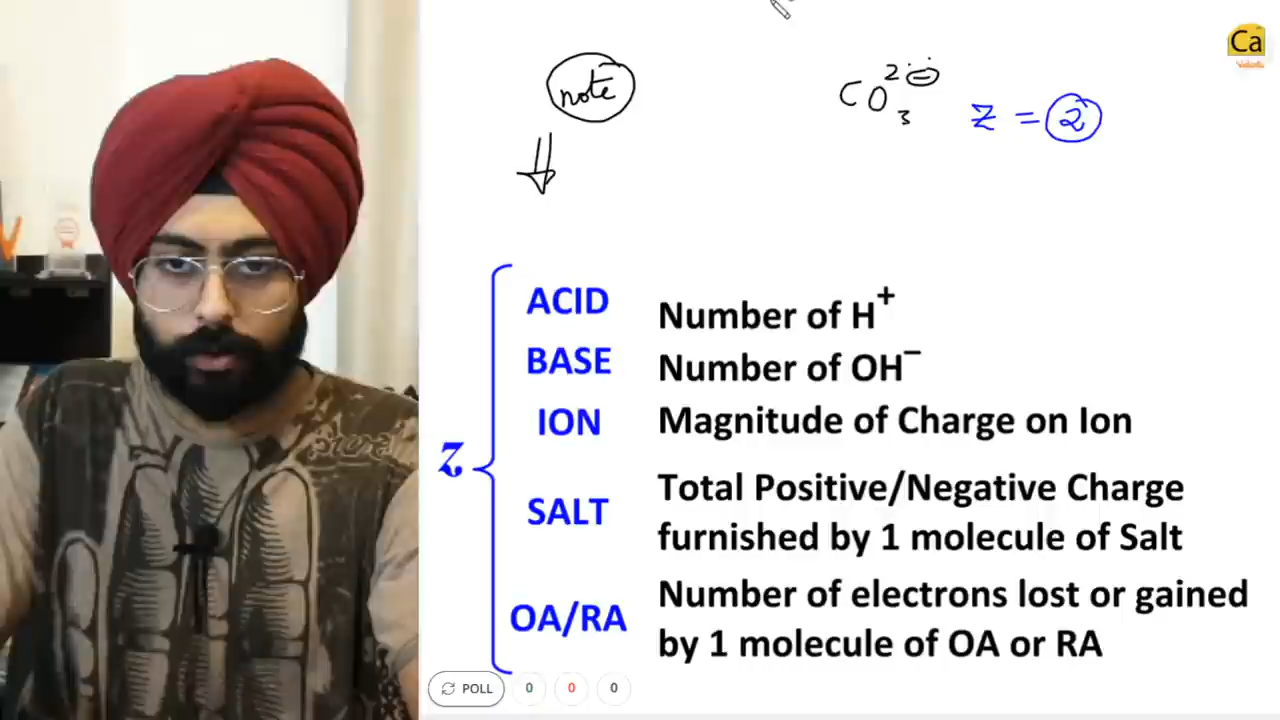 Ca
Vedantu
note
CO₃²⊖ z = 2
ACID Number of H⁺
BASE Number of OH⁻
ION Magnitude of Charge on Ion
z
SALT Total Positive/Negative Charge
furnished by 1 molecule of Salt
OA/RA Number of electrons lost or gained
by 1 molecule of OA or RA
POLL 0 0 0